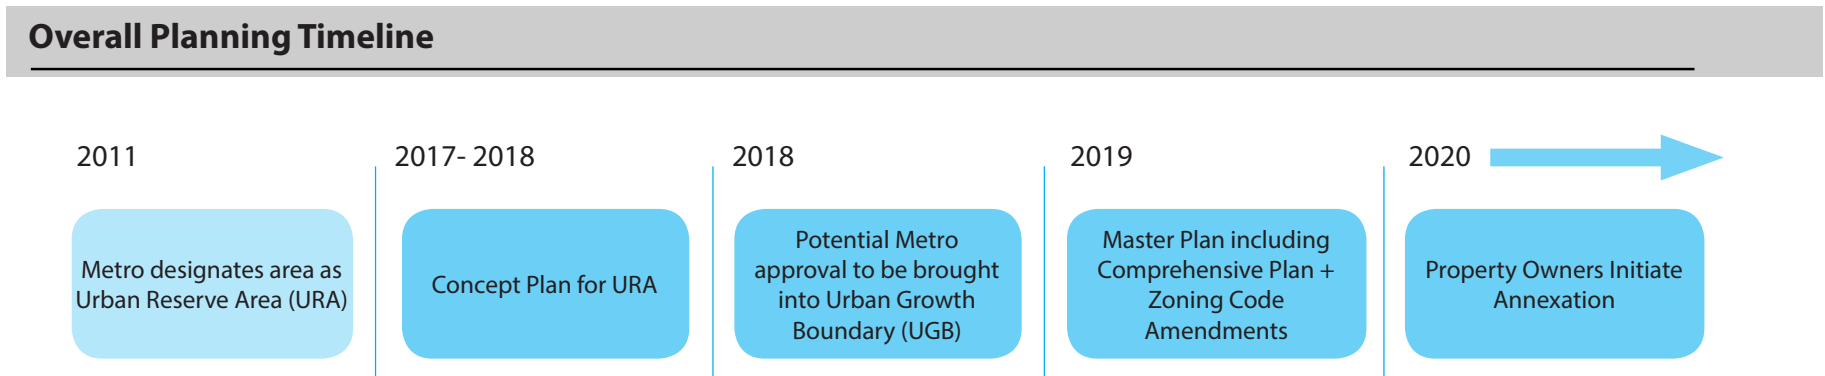 Overall Planning Timeline
2011
Metro designates area as
Urban Reserve Area (URA)
2017- 2018
Concept Plan for URA
2018
Potential Metro
approval to be brought
into Urban Growth
Boundary (UGB)
2019
Master Plan including
Comprehensive Plan +
Zoning Code
Amendments
2020
Property Owners Initiate
Annexation